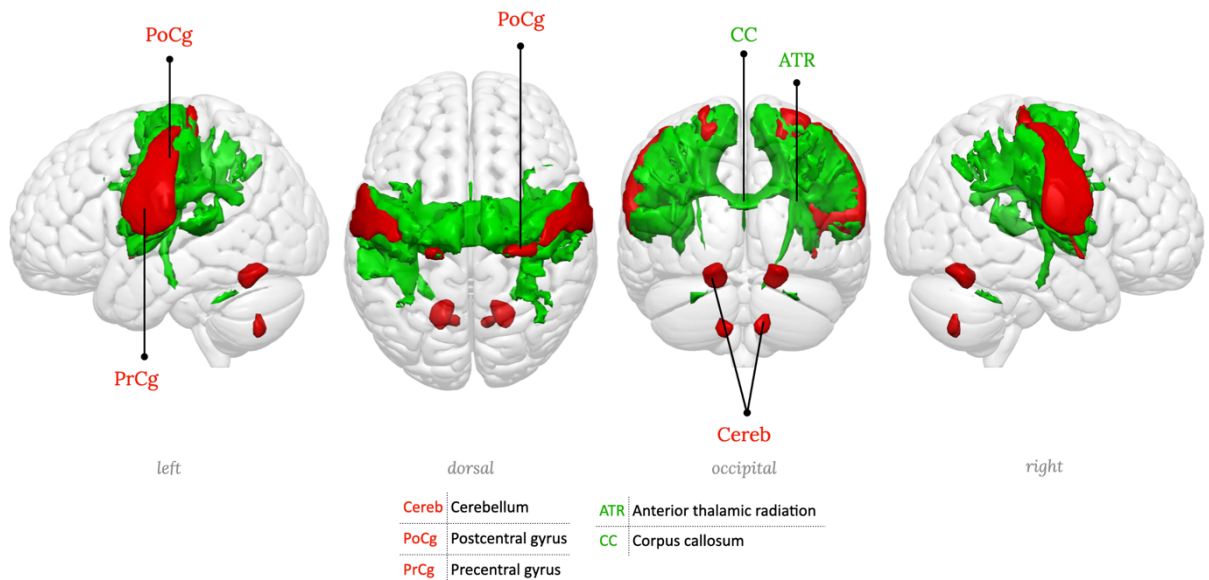 PoCg
PoCg
CC
ATR
PrCg
Cereb
left
dorsal
occipital
right
Cereb Cerebellum
PoCg Postcentral gyrus
PrCg Precentral gyrus
ATR Anterior thalamic radiation
CC Corpus callosum